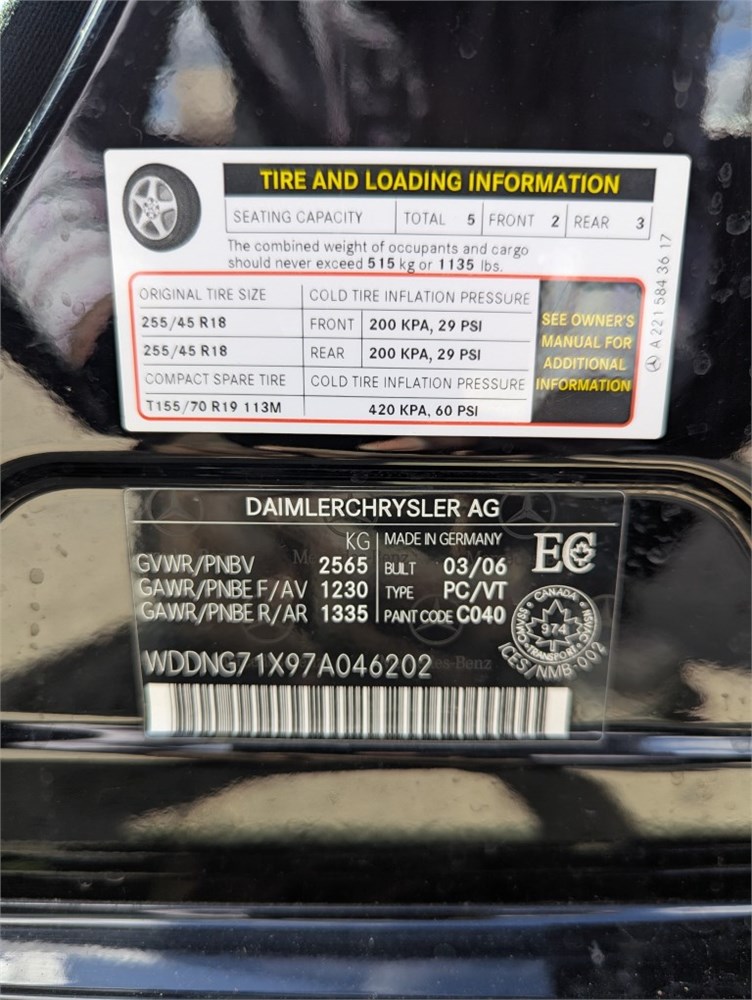 TIRE AND LOADING INFORMATION
SEATING CAPACITY TOTAL 5 FRONT 2 REAR 3
The combined weight of occupants and cargo
should never exceed 515 kg or 1135 lbs.
ORIGINAL TIRE SIZE COLD TIRE INFLATION PRESSURE
255/45 R18 FRONT 200 KPA, 29 PSI
255/45 R18 REAR 200 KPA, 29 PSI
COMPACT SPARE TIRE COLD TIRE INFLATION PRESSURE
T155/70 R19 113M 420 KPA, 60 PSI
SEE OWNER'S
MANUAL FOR
ADDITIONAL
INFORMATION
A 221 584 36 17
DAIMLERCHRYSLER AG
KG MADE IN GERMANY
GVWR/PNBV 2565 BUILT 03/06
GAWR/PNBE F/AV 1230 TYPE PC/VT
GAWR/PNBE R/AR 1335 PAINT CODE C040
EC
CANADA
974
TRANSPORT
CMVSS
NSVAC
ICES/NMB-002
WDDNG71X97A046202